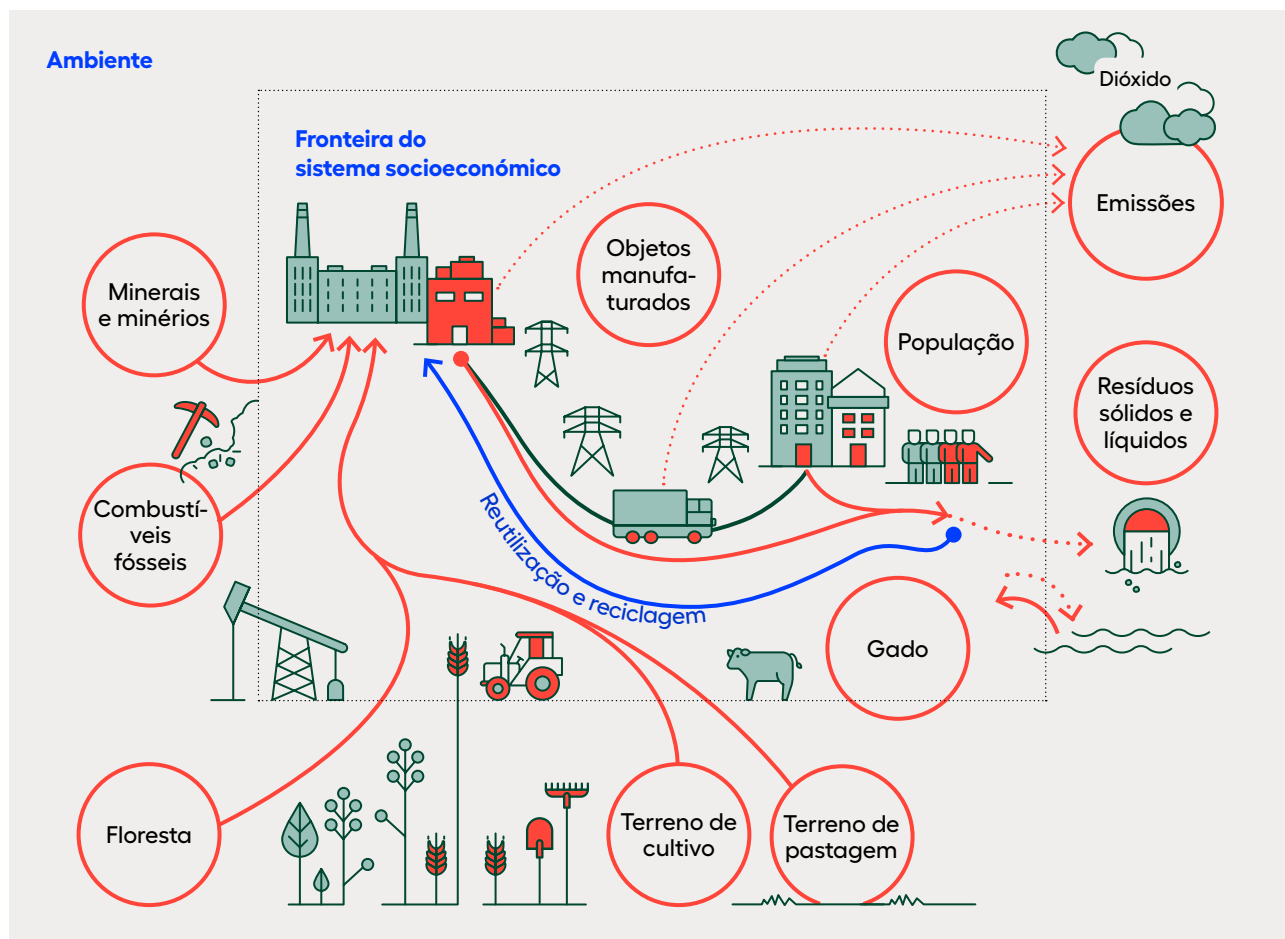 Ambiente
Dióxido
Fronteira do
sistema socioeconómico
Emissões
Objetos
manufa-
turados
Minerais
e minérios
População
Resíduos
sólidos e
líquidos
Combustí-
veis
fósseis
Reutilização e reciclagem
Gado
Floresta
Terreno de
cultivo
Terreno de
pastagem